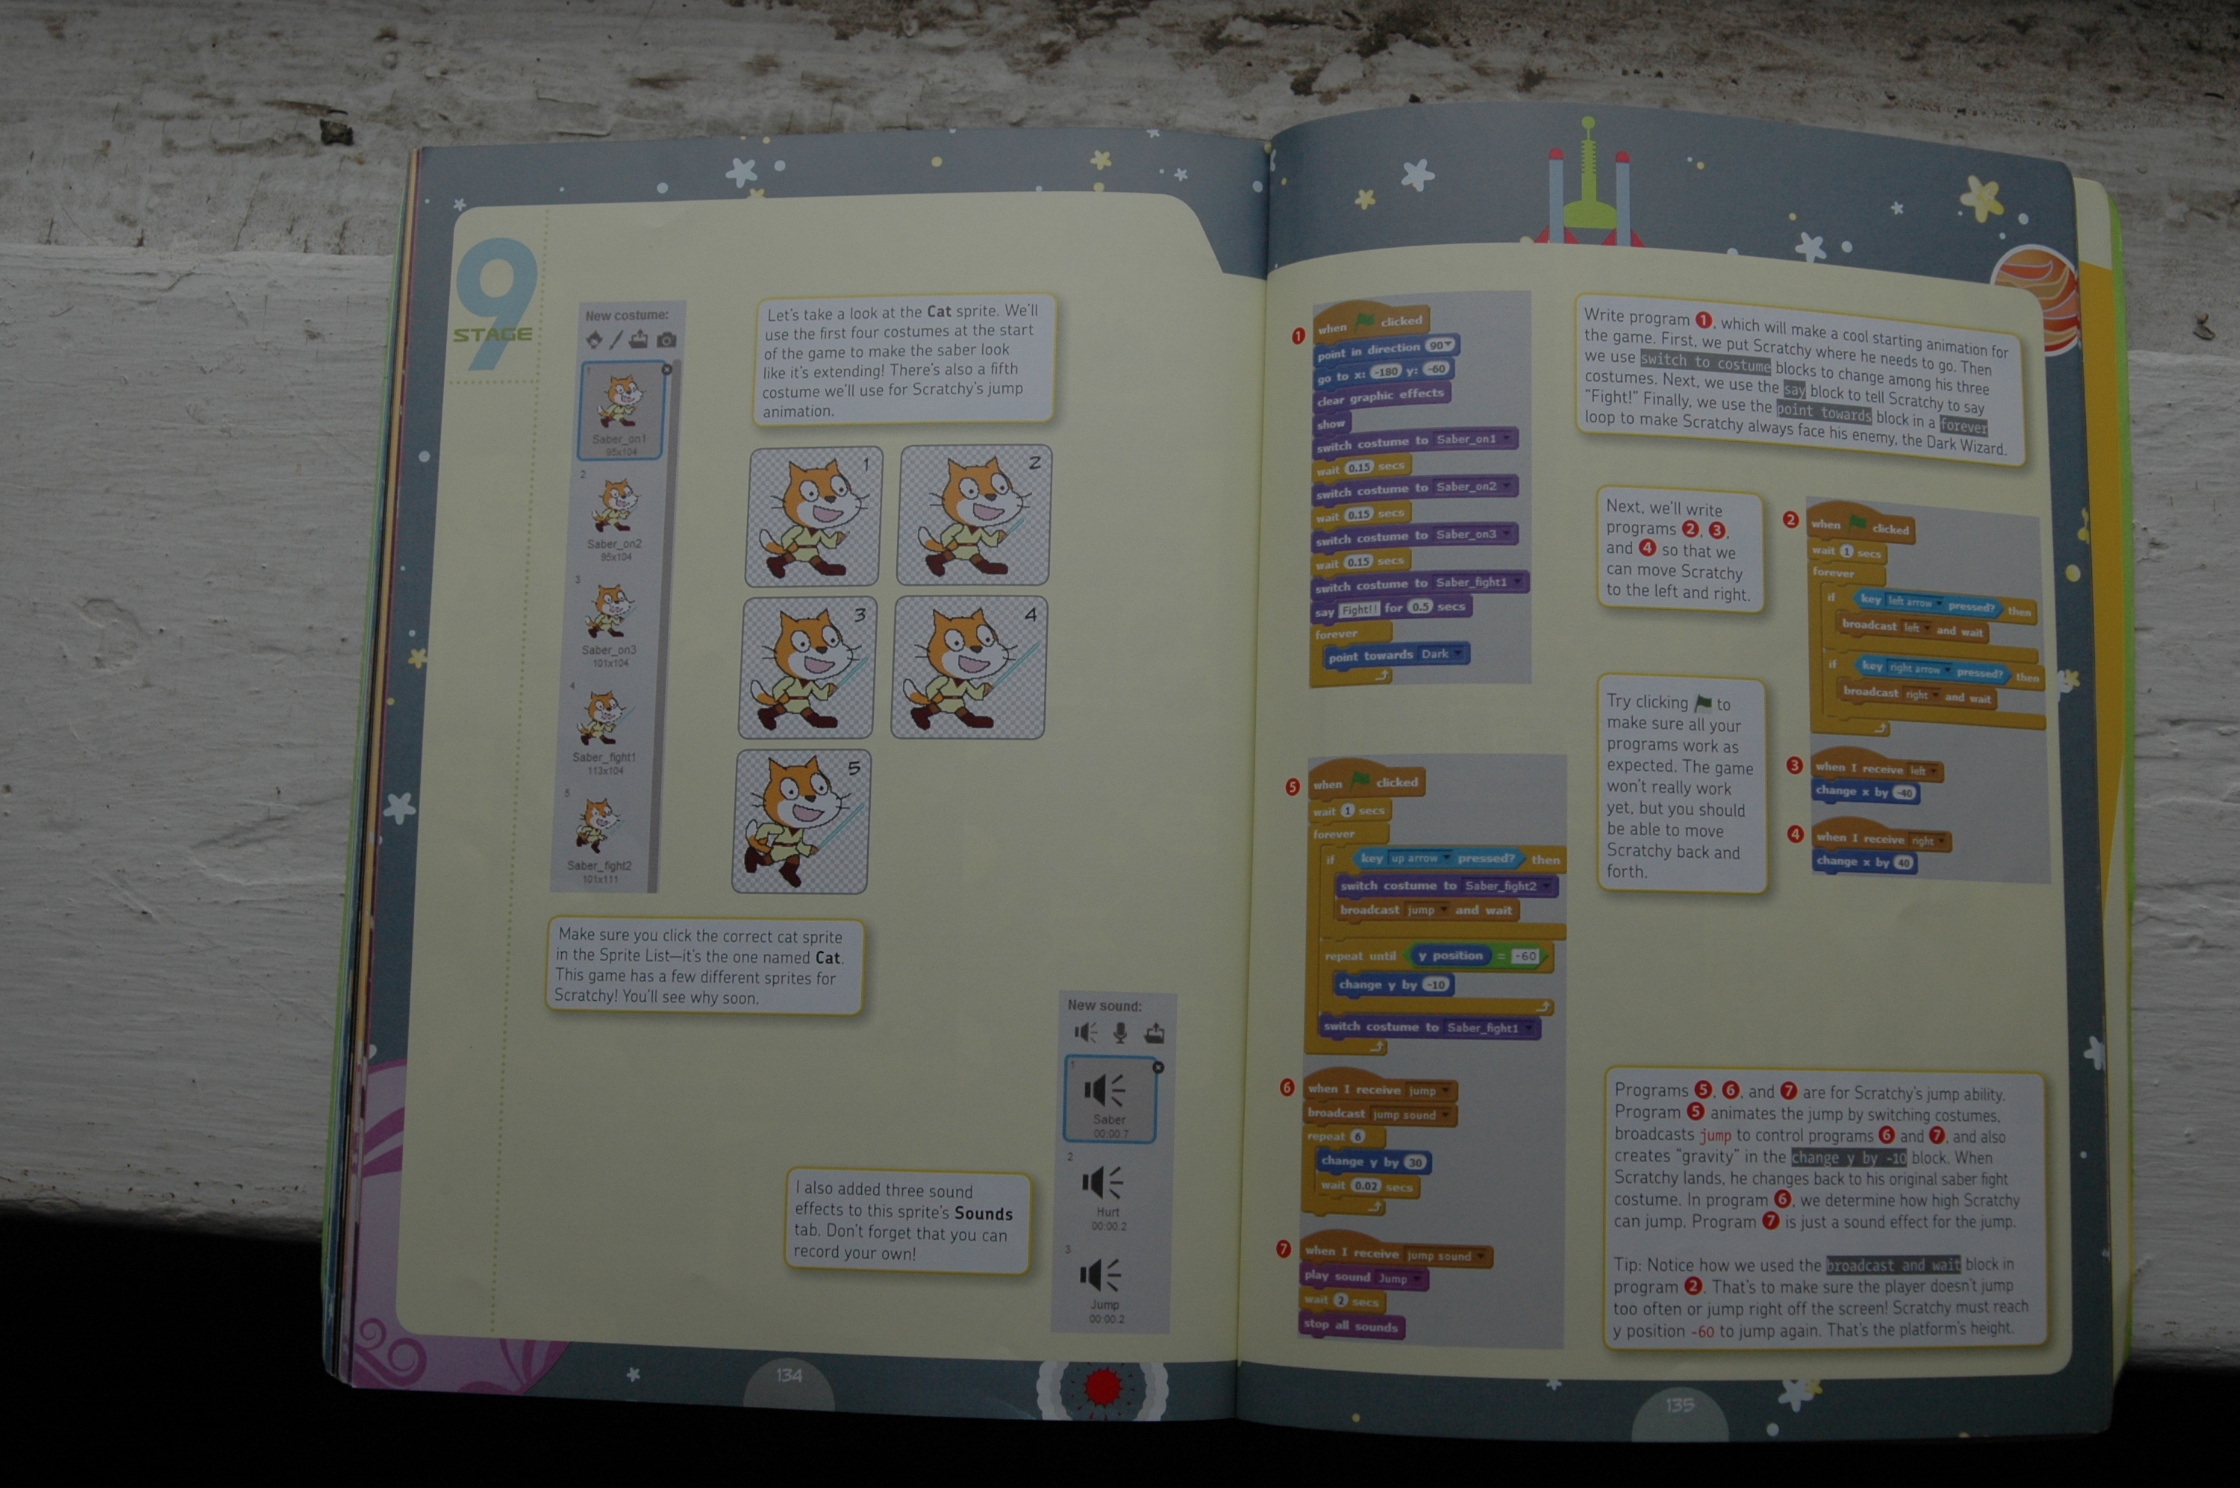 9
STAGE
New costume:
1
Saber_on1
95x104
2
Saber_on2
95x104
3
Saber_on3
101x104
4
Saber_fight1
113x104
5
Saber_fight2
101x111
Let's take a look at the Cat sprite. We'll
use the first four costumes at the start
of the game to make the saber look
like it's extending! There's also a fifth
costume we'll use for Scratchy's jump
animation.
1
2
3
4
5
Make sure you click the correct cat sprite
in the Sprite List—it's the one named Cat.
This game has a few different sprites for
Scratchy! You'll see why soon.
I also added three sound
effects to this sprite's Sounds
tab. Don't forget that you can
record your own!
New sound:
1
Saber
00:00.7
2
Hurt
00:00.2
3
Jump
00:00.2
134
1
when clicked
point in direction 90
go to x: -180 y: -60
clear graphic effects
show
switch costume to Saber_on1
wait 0.15 secs
switch costume to Saber_on2
wait 0.15 secs
switch costume to Saber_on3
wait 0.15 secs
switch costume to Saber_fight1
say Fight!! for 0.5 secs
forever
point towards Dark
Write program 1, which will make a cool starting animation for
the game. First, we put Scratchy where he needs to go. Then
we use switch to costume blocks to change among his three
costumes. Next, we use the say block to tell Scratchy to say
"Fight!" Finally, we use the point towards block in a forever
loop to make Scratchy always face his enemy, the Dark Wizard.
Next, we'll write
programs 2, 3,
and 4 so that we
can move Scratchy
to the left and right.
2
when clicked
wait 1 secs
forever
if key left arrow pressed? then
broadcast left and wait
if key right arrow pressed? then
broadcast right and wait
3
when I receive left
change x by -40
4
when I receive right
change x by 40
Try clicking to
make sure all your
programs work as
expected. The game
won't really work
yet, but you should
be able to move
Scratchy back and
forth.
5
when clicked
wait 1 secs
forever
if key up arrow pressed? then
switch costume to Saber_fight2
broadcast jump and wait
repeat until y position = -60
change y by -10
switch costume to Saber_fight1
6
when I receive jump
broadcast jump sound
repeat 6
change y by 30
wait 0.02 secs
7
when I receive jump sound
play sound Jump
wait 2 secs
stop all sounds
Programs 5, 6, and 7 are for Scratchy's jump ability.
Program 5 animates the jump by switching costumes,
broadcasts jump to control programs 6 and 7, and also
creates "gravity" in the change y by -10 block. When
Scratchy lands, he changes back to his original saber fight
costume. In program 6, we determine how high Scratchy
can jump. Program 7 is just a sound effect for the jump.
Tip: Notice how we used the broadcast and wait block in
program 2. That's to make sure the player doesn't jump
too often or jump right off the screen! Scratchy must reach
y position -60 to jump again. That's the platform's height.
135